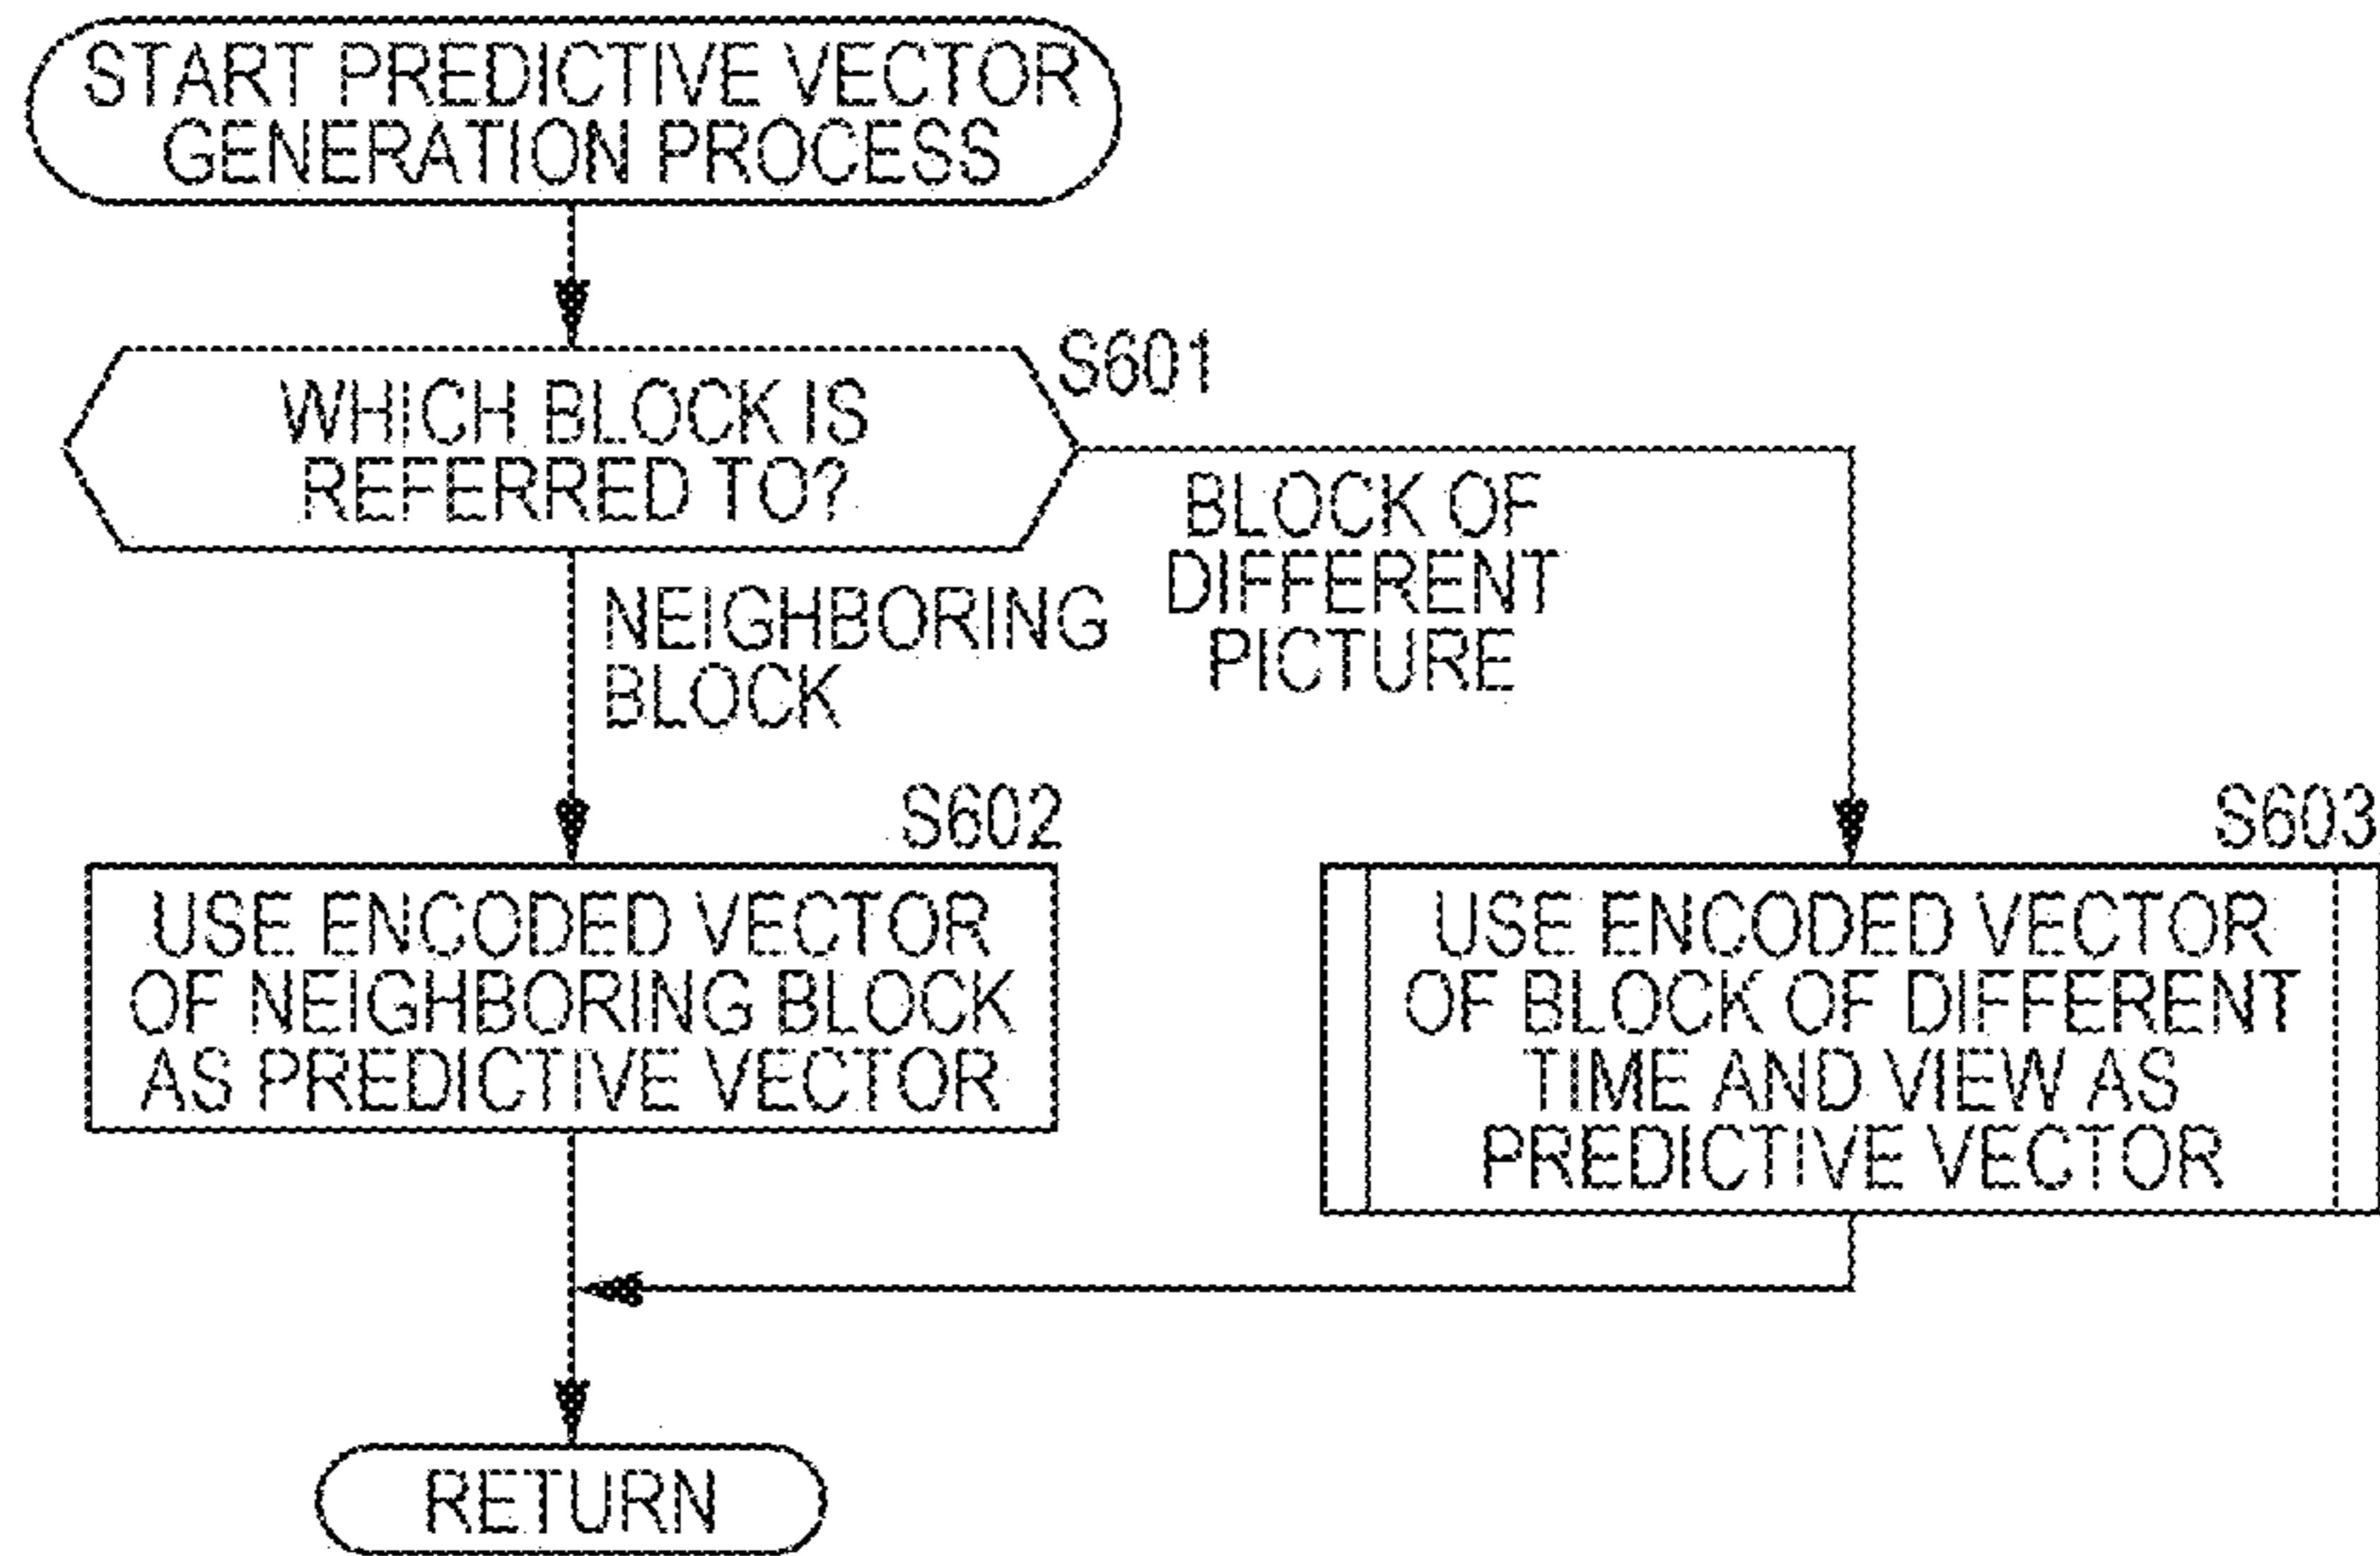 START PREDICTIVE VECTOR
GENERATION PROCESS
S601
WHICH BLOCK IS
REFERRED TO?
BLOCK OF
DIFFERENT
PICTURE
NEIGHBORING
BLOCK
S602
USE ENCODED VECTOR
OF NEIGHBORING BLOCK
AS PREDICTIVE VECTOR
S603
USE ENCODED VECTOR
OF BLOCK OF DIFFERENT
TIME AND VIEW AS
PREDICTIVE VECTOR
RETURN